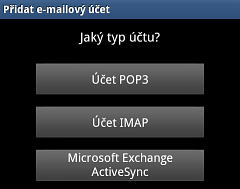 Přidat e-mailový účet
Jaký typ účtu?
Účet POP3
Účet IMAP
Microsoft Exchange
ActiveSync